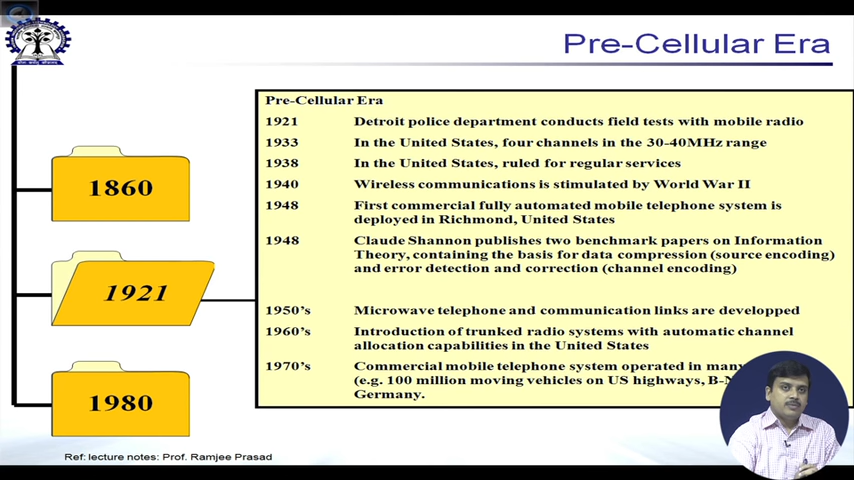 Pre-Cellular Era
Pre-Cellular Era
1921 Detroit police department conducts field tests with mobile radio
1933 In the United States, four channels in the 30-40MHz range
1938 In the United States, ruled for regular services
1940 Wireless communications is stimulated by World War II
1948 First commercial fully automated mobile telephone system is
deployed in Richmond, United States
1948 Claude Shannon publishes two benchmark papers on Information
Theory, containing the basis for data compression (source encoding)
and error detection and correction (channel encoding)
1950's Microwave telephone and communication links are developped
1960's Introduction of trunked radio systems with automatic channel
allocation capabilities in the United States
1970's Commercial mobile telephone system operated in many
(e.g. 100 million moving vehicles on US highways,
Germany.
1860
1921
1980
Ref: lecture notes: Prof. Ramjee Prasad